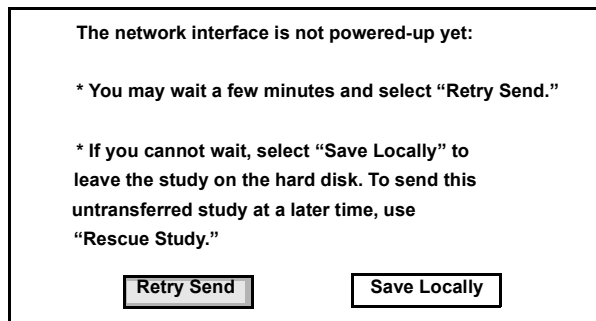 The network interface is not powered-up yet:
* You may wait a few minutes and select “Retry Send.”
* If you cannot wait, select “Save Locally” to
leave the study on the hard disk. To send this
untransferred study at a later time, use
“Rescue Study.”
Retry Send
Save Locally